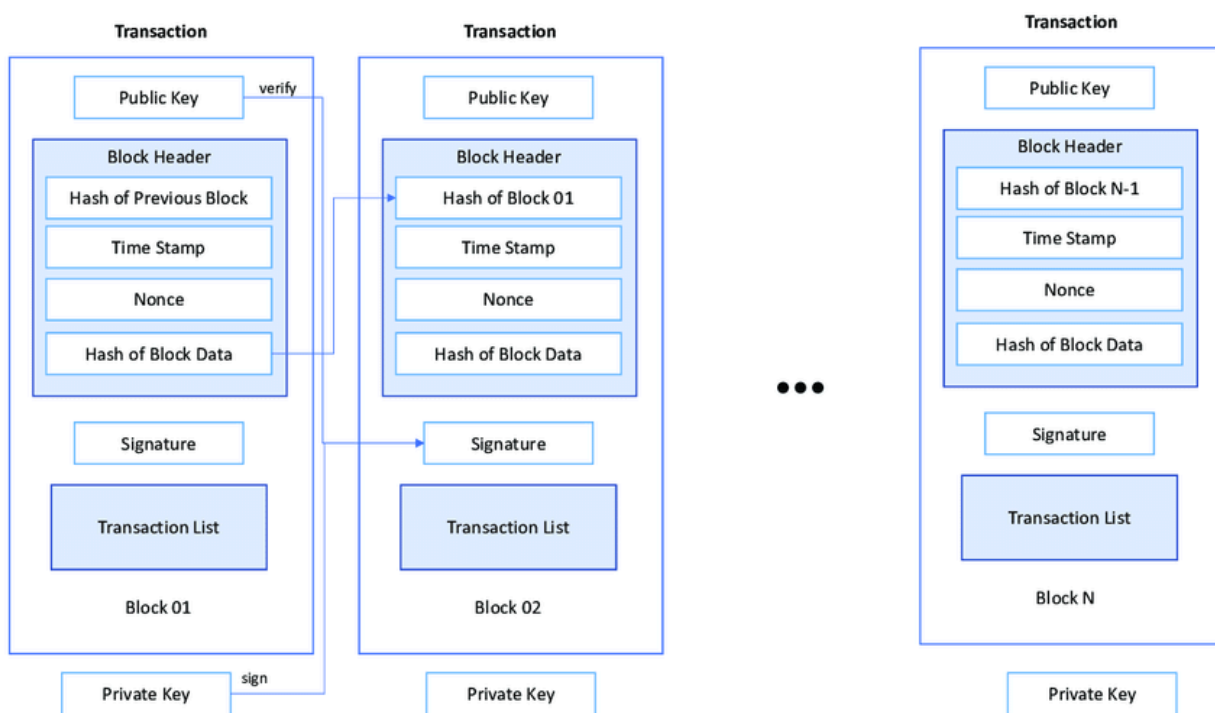 Transaction
Public Key
verify
Block Header
Hash of Previous Block
Time Stamp
Nonce
Hash of Block Data
Signature
Transaction List
Block 01
Private Key
sign
Transaction
Public Key
Block Header
Hash of Block 01
Time Stamp
Nonce
Hash of Block Data
Signature
Transaction List
Block 02
Private Key
Transaction
Public Key
Block Header
Hash of Block N-1
Time Stamp
Nonce
Hash of Block Data
Signature
Transaction List
Block N
Private Key